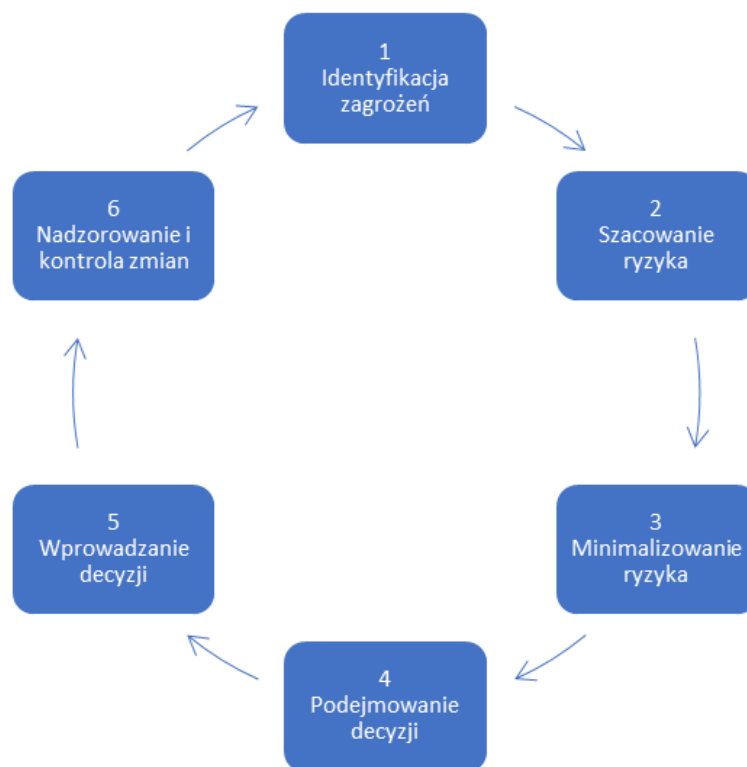 1
Identyfikacja
zagrożeń
2
Szacowanie
ryzyka
3
Minimalizowanie
ryzyka
4
Podejmowanie
decyzji
5
Wprowadzanie
decyzji
6
Nadzorowanie i
kontrola zmian